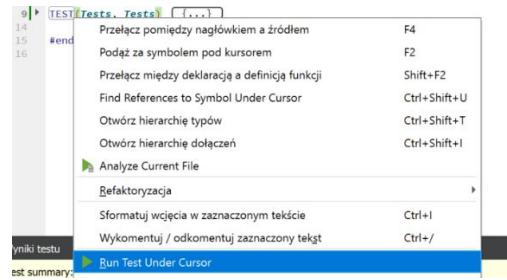 9 TEST(Tests, Tests) {...}
14
15 #end
16
Przełącz pomiędzy nagłówkiem a źródłem F4
Podąż za symbolem pod kursorem F2
Przełącz między deklaracją a definicją funkcji Shift+F2
Find References to Symbol Under Cursor Ctrl+Shift+U
Otwórz hierarchię typów Ctrl+Shift+T
Otwórz hierarchię dołączeń Ctrl+Shift+I
Analyze Current File
Refaktoryzacja
Sformatuj wcięcia w zaznaczonym tekście Ctrl+I
Wykomentuj / odkomentuj zaznaczony tekst Ctrl+/
yniki testu
Run Test Under Cursor
est summary: